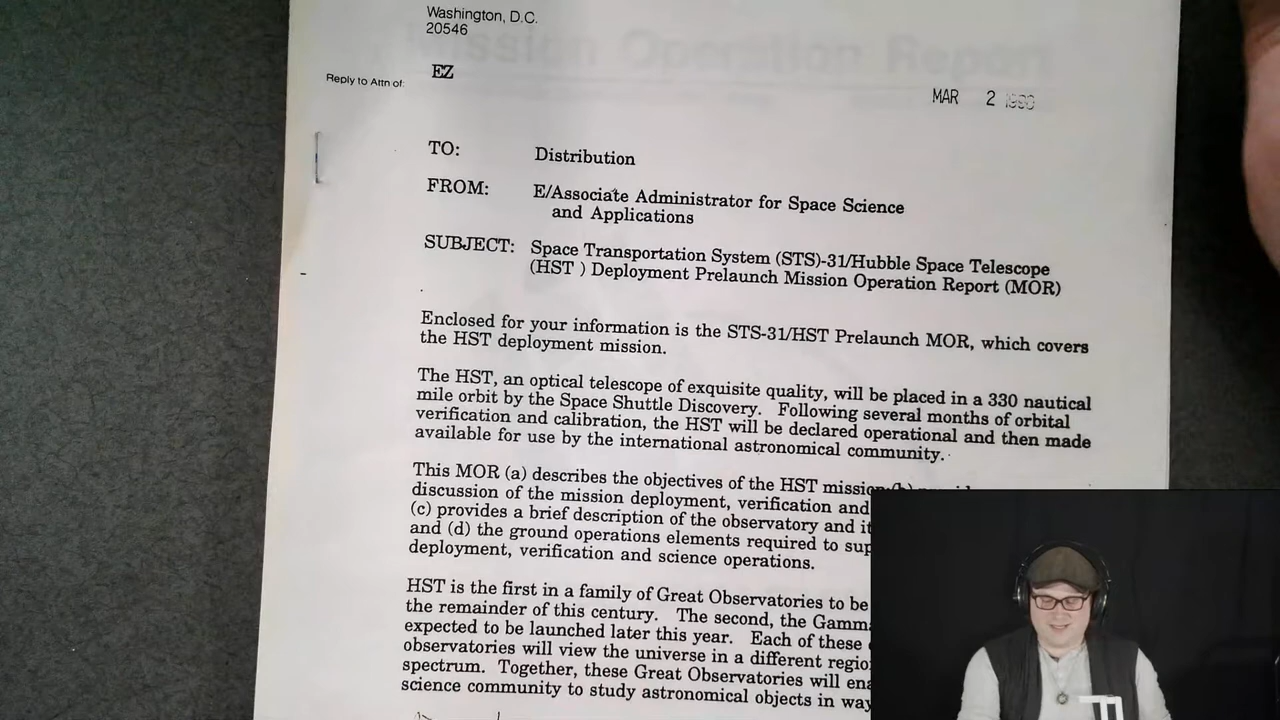 Washington, D.C.
20546
Mission Operation Report
Reply to Attn of: EZ
MAR 2 1990
TO: Distribution
FROM: E/Associate Administrator for Space Science
and Applications
SUBJECT: Space Transportation System (STS)-31/Hubble Space Telescope
(HST ) Deployment Prelaunch Mission Operation Report (MOR)
Enclosed for your information is the STS-31/HST Prelaunch MOR, which covers
the HST deployment mission.
The HST, an optical telescope of exquisite quality, will be placed in a 330 nautical
mile orbit by the Space Shuttle Discovery. Following several months of orbital
verification and calibration, the HST will be declared operational and then made
available for use by the international astronomical community.
This MOR (a) describes the objectives of the HST mission
discussion of the mission deployment, verification and
(c) provides a brief description of the observatory and
and (d) the ground operations elements required to
deployment, verification and science operations.
HST is the first in a family of Great Observatories to be
the remainder of this century. The second, the
expected to be launched later this year. Each of these
observatories will view the universe in a different
spectrum. Together, these Great Observatories will
science community to study astronomical objects in